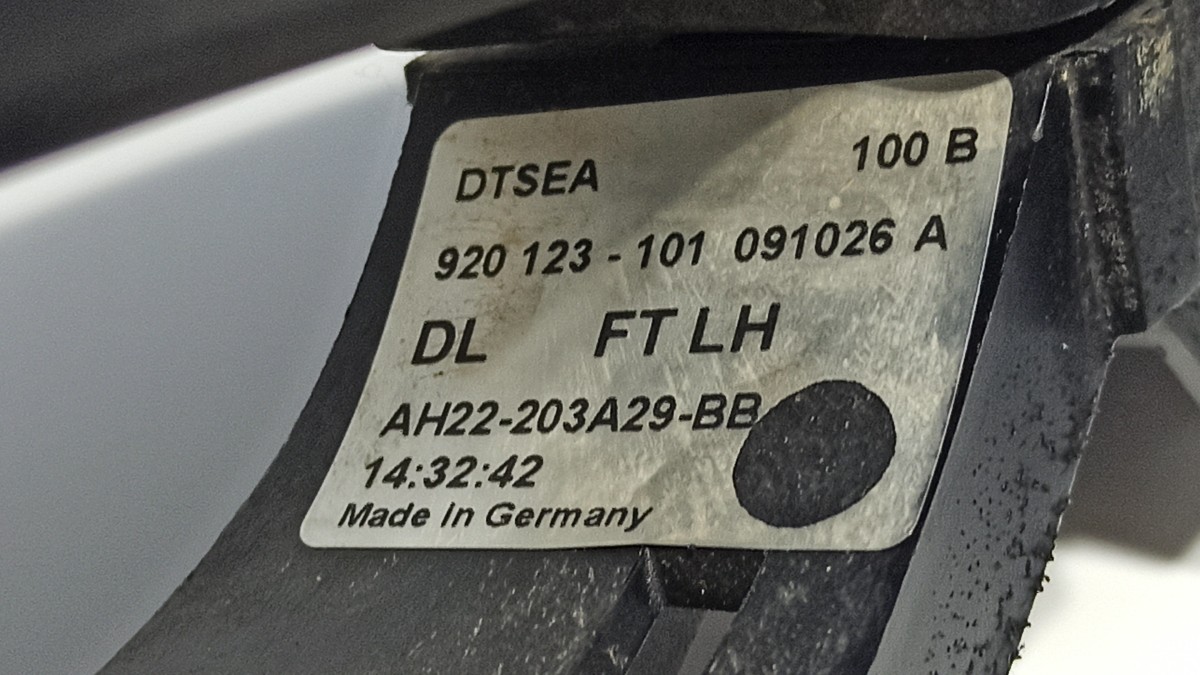 DTSEA 100 B
920 123 - 101 091026 A
DL FT LH
AH22-203A29-BB
14:32:42
Made in Germany